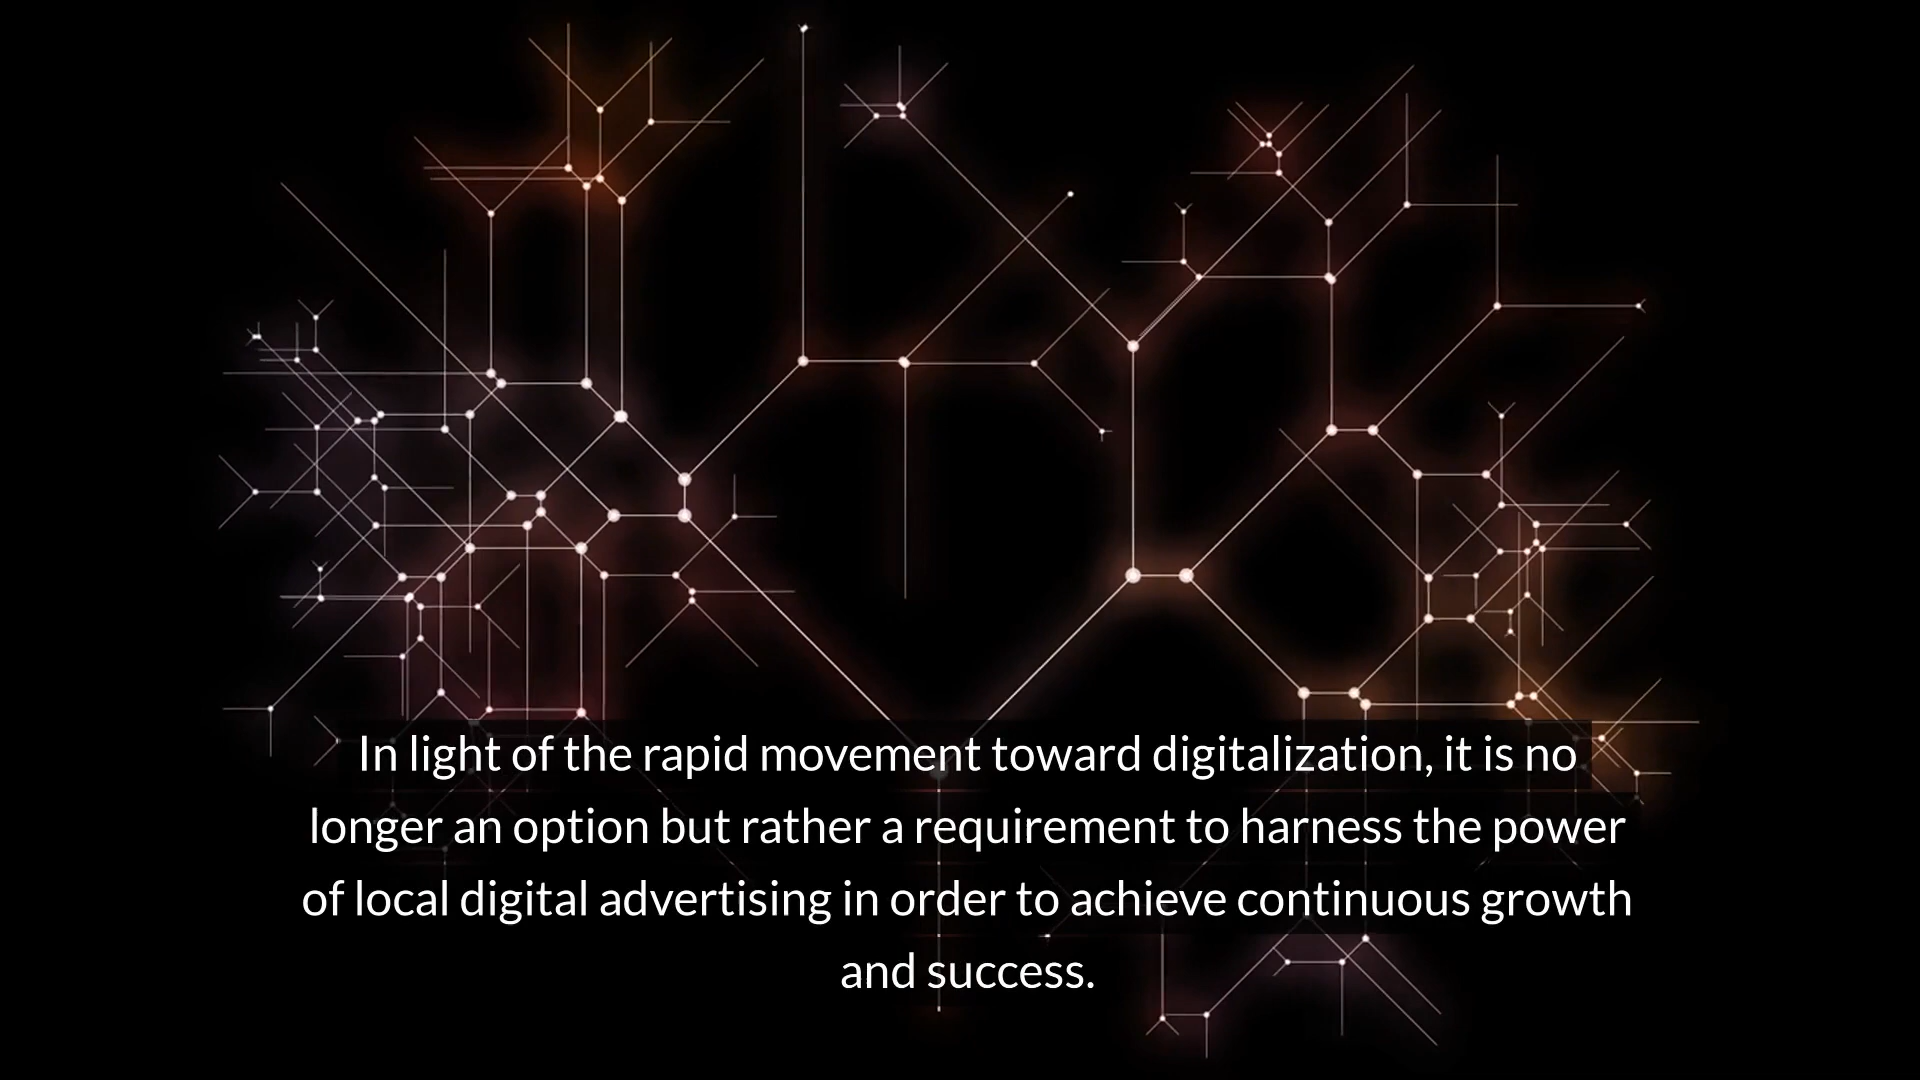 In light of the rapid movement toward digitalization, it is no
longer an option but rather a requirement to harness the power
of local digital advertising in order to achieve continuous growth
and success.